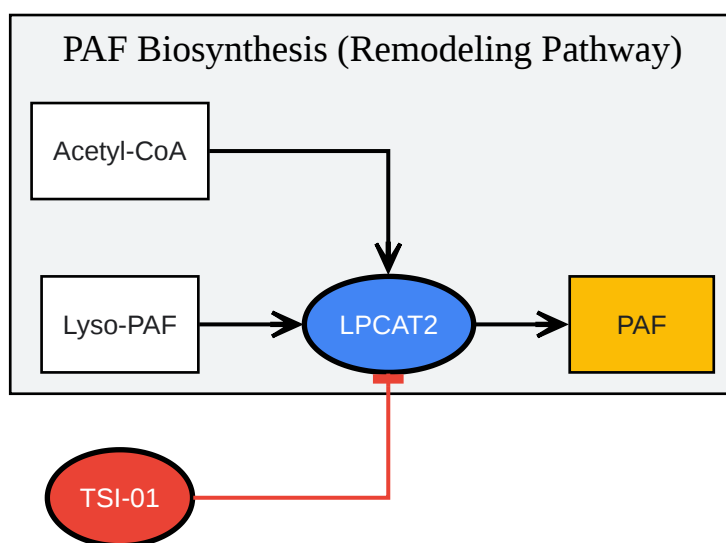 PAF Biosynthesis (Remodeling Pathway)
Acetyl-CoA
Lyso-PAF
LPCAT2
PAF
TSI-01